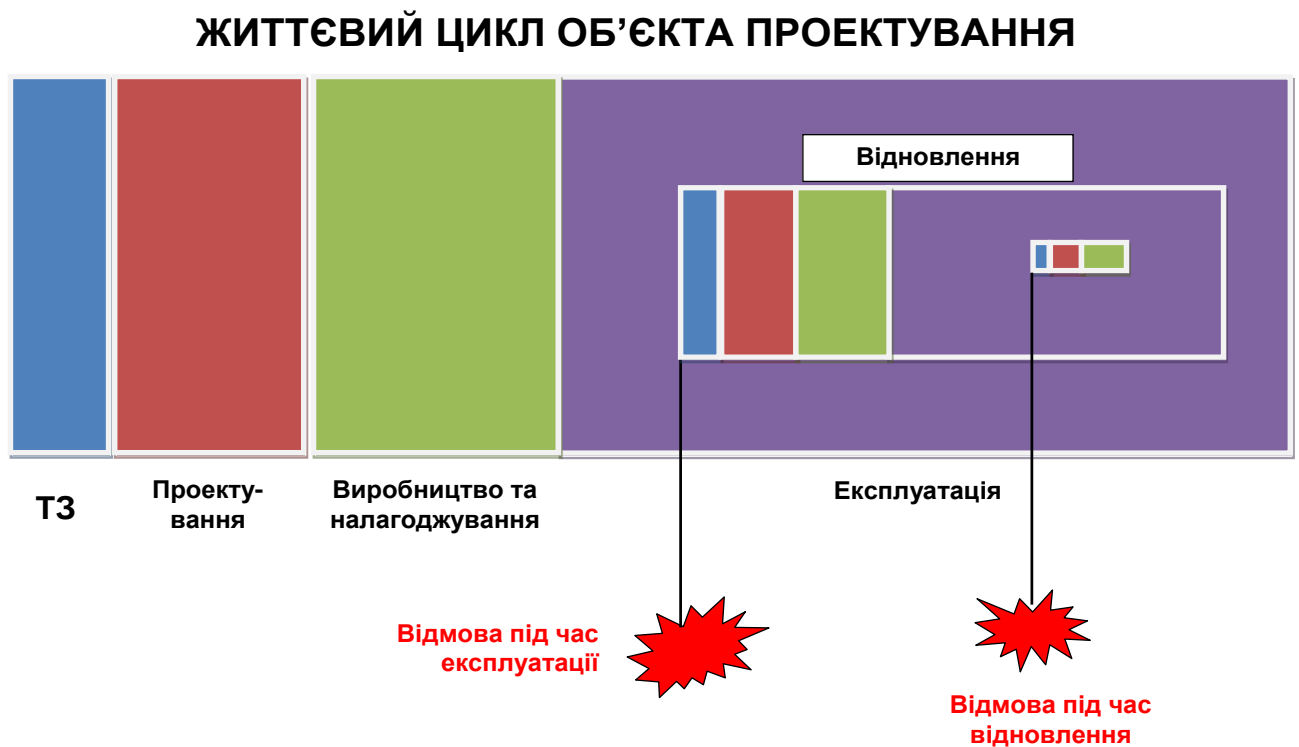 ЖИТТЄВИЙ ЦИКЛ ОБ’ЄКТА ПРОЕКТУВАННЯ
Відновлення
ТЗ
Проекту-
вання
Виробництво та
налагоджування
Експлуатація
Відмова під час
експлуатації
Відмова під час
відновлення